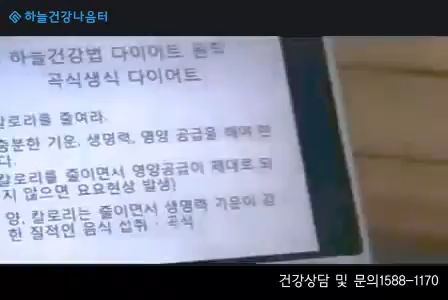 하늘건강나음터
하늘건강법 다이어트 원칙
곡식생식 다이어트
칼로리를 줄여라.
충분한 기운, 생명력, 영양 공급을 해야 한
다.
칼로리를 줄이면서 영양공급이 제대로 되
지 않으면 요요현상 발생)
양, 칼로리는 줄이면서 생명력 기운이 강
한 질적인 음식 섭취 - 곡식
건강상담 및 문의1588-1170